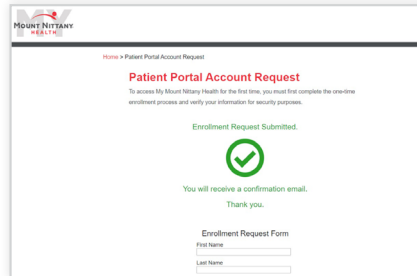 MY
MOUNT NITTANY
HEALTH
Home > Patient Portal Account Request
Patient Portal Account Request
To access My Mount Nittany Health for the first time, you must first complete the one-time
enrollment process and verify your information for security purposes.
Enrollment Request Submitted.
You will receive a confirmation email.
Thank you.
Enrollment Request Form
First Name
Last Name